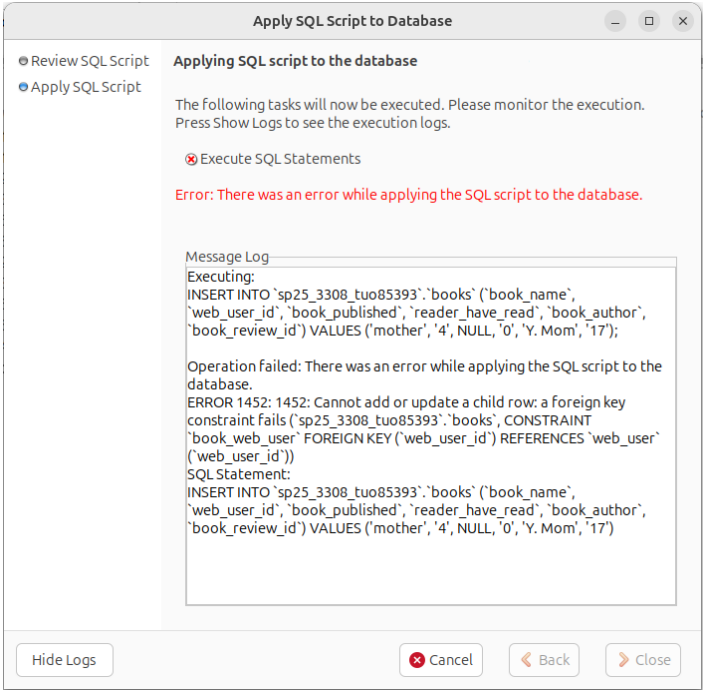 Apply SQL Script to Database
Review SQL Script
Apply SQL Script
Applying SQL script to the database
The following tasks will now be executed. Please monitor the execution.
Press Show Logs to see the execution logs.
Execute SQL Statements
Error: There was an error while applying the SQL script to the database.
Message Log
Executing:
INSERT INTO `sp25_3308_tuo85393`.`books` (`book_name`,
`web_user_id`, `book_published`, `reader_have_read`, `book_author`,
`book_review_id`) VALUES ('mother', '4', NULL, '0', 'Y. Mom', '17');
Operation failed: There was an error while applying the SQL script to the
database.
ERROR 1452: 1452: Cannot add or update a child row: a foreign key
constraint fails (`sp25_3308_tuo85393`.`books`, CONSTRAINT
`book_web_user` FOREIGN KEY (`web_user_id`) REFERENCES `web_user`
(`web_user_id`))
SQL Statement:
INSERT INTO `sp25_3308_tuo85393`.`books` (`book_name`,
`web_user_id`, `book_published`, `reader_have_read`, `book_author`,
`book_review_id`) VALUES ('mother', '4', NULL, '0', 'Y. Mom', '17')
Hide Logs
Cancel
Back
Close